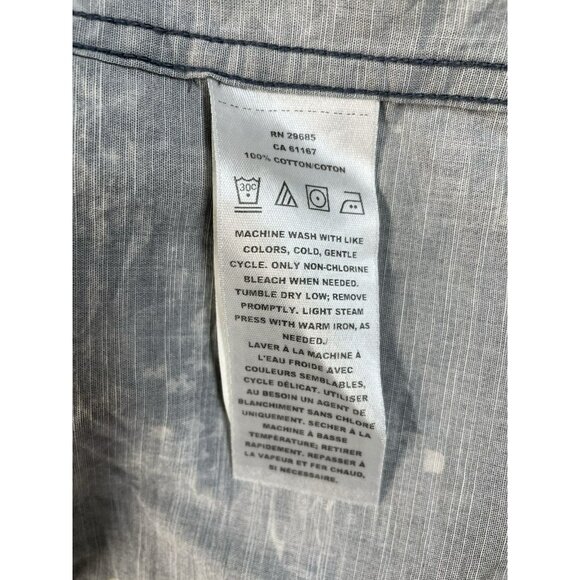 RN 29685
CA 61167
100% COTTON/COTON
30C
MACHINE WASH WITH LIKE
COLORS, COLD, GENTLE
CYCLE. ONLY NON-CHLORINE
BLEACH WHEN NEEDED.
TUMBLE DRY LOW; REMOVE
PROMPTLY. LIGHT STEAM
PRESS WITH WARM IRON, AS
NEEDED./
LAVER À LA MACHINE À
L'EAU FROIDE AVEC
COULEURS SEMBLABLES,
CYCLE DÉLICAT. UTILISER
AU BESOIN UN AGENT DE
BLANCHIMENT SANS CHLORE
UNIQUEMENT. SÉCHER À LA
MACHINE À BASSE
TEMPÉRATURE; RETIRER
RAPIDEMENT. REPASSER À
LA VAPEUR ET FER CHAUD,
SI NÉCESSAIRE.